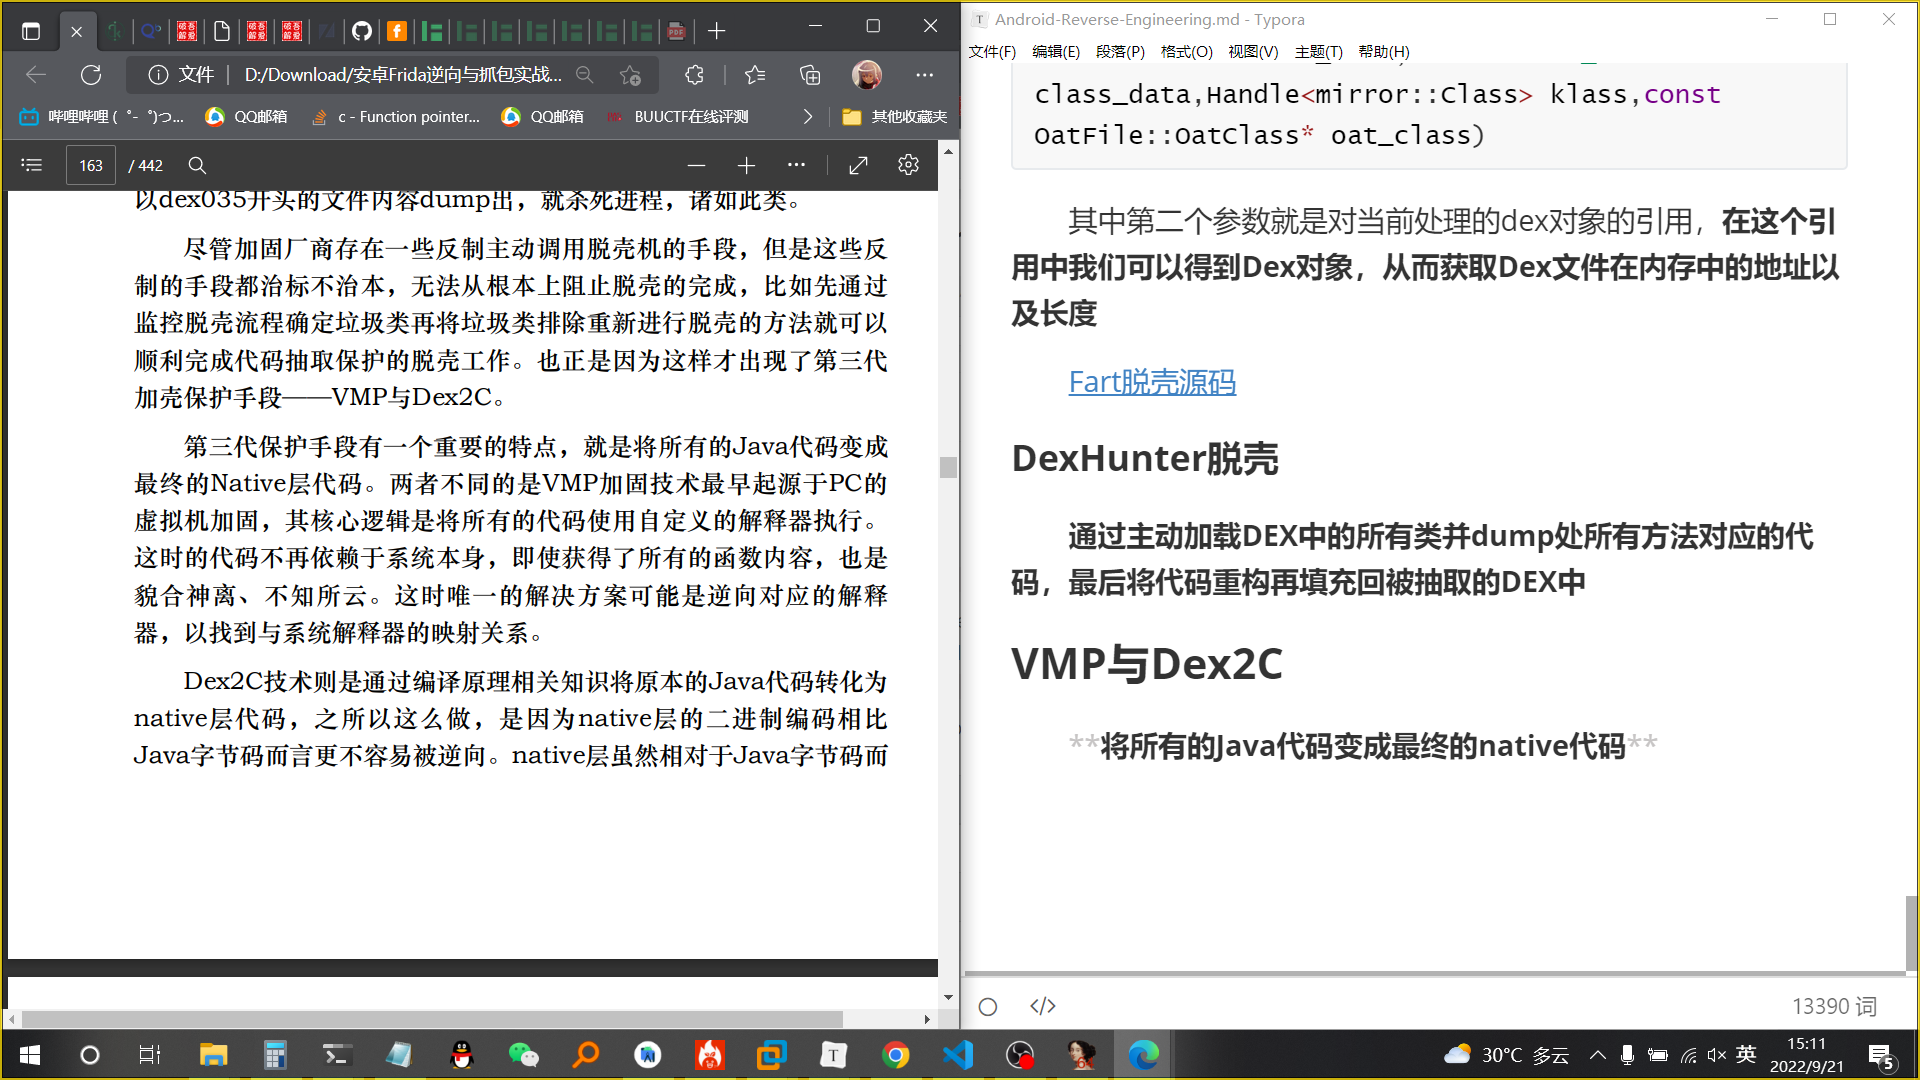 文件
D:/Download/安卓Frida逆向与抓包实战...
哔哩哔哩 (゜-゜)つ...
QQ邮箱
c - Function pointer...
QQ邮箱
BUUCTF在线评测
其他收藏夹
163
/ 442
以dex035开头的文件内容dump出，就杀死进程，诸如此类。
尽管加固厂商存在一些反制主动调用脱壳机的手段，但是这些反
制的手段都治标不治本，无法从根本上阻止脱壳的完成，比如先通过
监控脱壳流程确定垃圾类再将垃圾类排除重新进行脱壳的方法就可以
顺利完成代码抽取保护的脱壳工作。也正是因为这样才出现了第三代
加壳保护手段——VMP与Dex2C。
第三代保护手段有一个重要的特点，就是将所有的Java代码变成
最终的Native层代码。两者不同的是VMP加固技术最早起源于PC的
虚拟机加固，其核心逻辑是将所有的代码使用自定义的解释器执行。
这时的代码不再依赖于系统本身，即使获得了所有的函数内容，也是
貌合神离、不知所云。这时唯一的解决方案可能是逆向对应的解释
器，以找到与系统解释器的映射关系。
Dex2C技术则是通过编译原理相关知识将原本的Java代码转化为
native层代码，之所以这么做，是因为native层的二进制编码相比
Java字节码而言更不容易被逆向。native层虽然相对于Java字节码而
Android-Reverse-Engineering.md - Typora
文件(F) 编辑(E) 段落(P) 格式(O) 视图(V) 主题(T) 帮助(H)
class_data,Handle<mirror::Class> klass,const
OatFile::OatClass* oat_class)
其中第二个参数就是对当前处理的dex对象的引用，在这个引
用中我们可以得到Dex对象，从而获取Dex文件在内存中的地址以
及长度
Fart脱壳源码
DexHunter脱壳
通过主动加载DEX中的所有类并dump处所有方法对应的代
码，最后将代码重构再填充回被抽取的DEX中
VMP与Dex2C
**将所有的Java代码变成最终的native代码**
13390 词
30°C 多云
英
15:11
2022/9/21
5